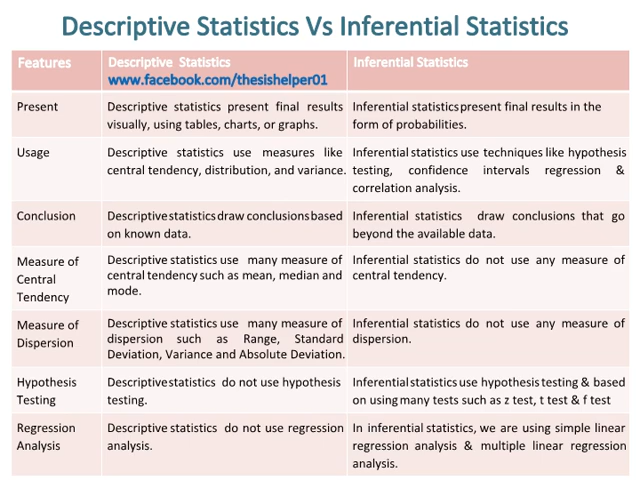 Descriptive Statistics Vs Inferential Statistics
Features
Descriptive Statistics
www.facebook.com/thesishelper01
Inferential Statistics
Present
Descriptive statistics present final results
visually, using tables, charts, or graphs.
Inferential statistics present final results in the
form of probabilities.
Usage
Descriptive statistics use measures like
central tendency, distribution, and variance.
Inferential statistics use techniques like hypothesis
testing, confidence intervals regression &
correlation analysis.
Conclusion
Descriptive statistics draw conclusions based
on known data.
Inferential statistics draw conclusions that go
beyond the available data.
Measure of
Central
Tendency
Descriptive statistics use many measure of
central tendency such as mean, median and
mode.
Inferential statistics do not use any measure of
central tendency.
Measure of
Dispersion
Descriptive statistics use many measure of
dispersion such as Range, Standard
Deviation, Variance and Absolute Deviation.
Inferential statistics do not use any measure of
dispersion.
Hypothesis
Testing
Descriptive statistics do not use hypothesis
testing.
Inferential statistics use hypothesis testing & based
on using many tests such as z test, t test & f test
Regression
Analysis
Descriptive statistics do not use regression
analysis.
In inferential statistics, we are using simple linear
regression analysis & multiple linear regression
analysis.